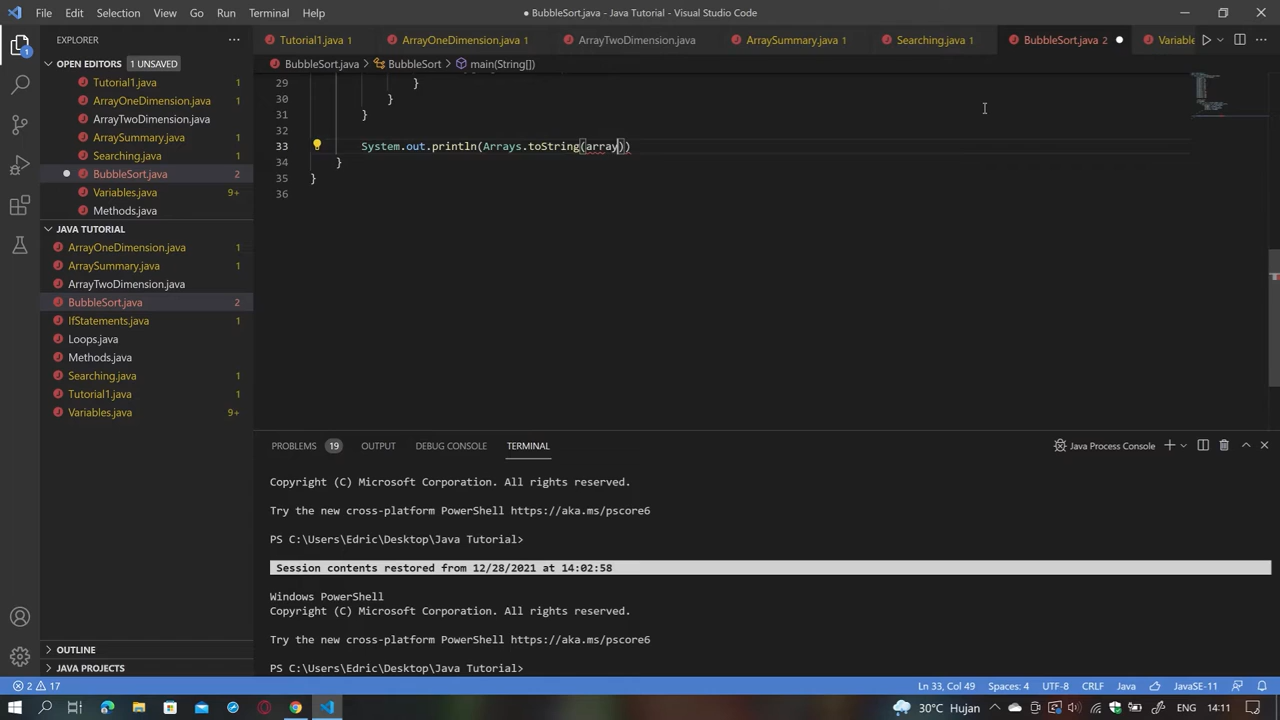 File Edit Selection View Go Run Terminal Help
● BubbleSort.java - Java Tutorial - Visual Studio Code
EXPLORER
OPEN EDITORS 1 UNSAVED
Tutorial1.java 1
ArrayOneDimension.java 1
ArrayTwoDimension.java
ArraySummary.java 1
Searching.java 1
BubbleSort.java 2
Variables.java 9+
Methods.java
JAVA TUTORIAL
ArrayOneDimension.java 1
ArraySummary.java 1
ArrayTwoDimension.java
BubbleSort.java 2
IfStatements.java 1
Loops.java
Methods.java
Searching.java 1
Tutorial1.java 1
Variables.java 9+
OUTLINE
JAVA PROJECTS
Tutorial1.java 1 ArrayOneDimension.java 1 ArrayTwoDimension.java ArraySummary.java 1 Searching.java 1 BubbleSort.java 2 Variable
BubbleSort.java > BubbleSort > main(String[])
29 }
30 }
31 }
32
33 System.out.println(Arrays.toString(array))
34 }
35 }
36
PROBLEMS 19 OUTPUT DEBUG CONSOLE TERMINAL Java Process Console
Copyright (C) Microsoft Corporation. All rights reserved.
Try the new cross-platform PowerShell https://aka.ms/pscore6
PS C:\Users\Edric\Desktop\Java Tutorial>
Session contents restored from 12/28/2021 at 14:02:58
Windows PowerShell
Copyright (C) Microsoft Corporation. All rights reserved.
Try the new cross-platform PowerShell https://aka.ms/pscore6
PS C:\Users\Edric\Desktop\Java Tutorial>
2 17 Ln 33, Col 49 Spaces: 4 UTF-8 CRLF Java JavaSE-11
30°C Hujan 14:11